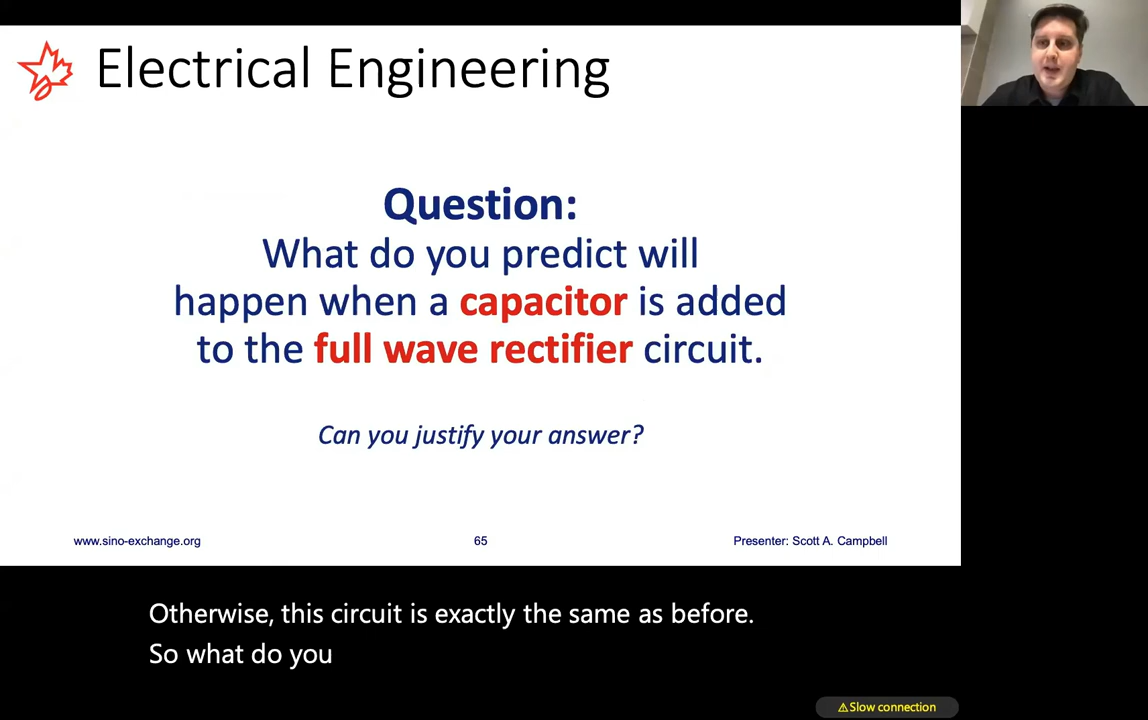 Electrical Engineering
Question:
What do you predict will
happen when a capacitor is added
to the full wave rectifier circuit.
Can you justify your answer?
www.sino-exchange.org
65
Presenter: Scott A. Campbell
Otherwise, this circuit is exactly the same as before.
So what do you
⚠Slow connection